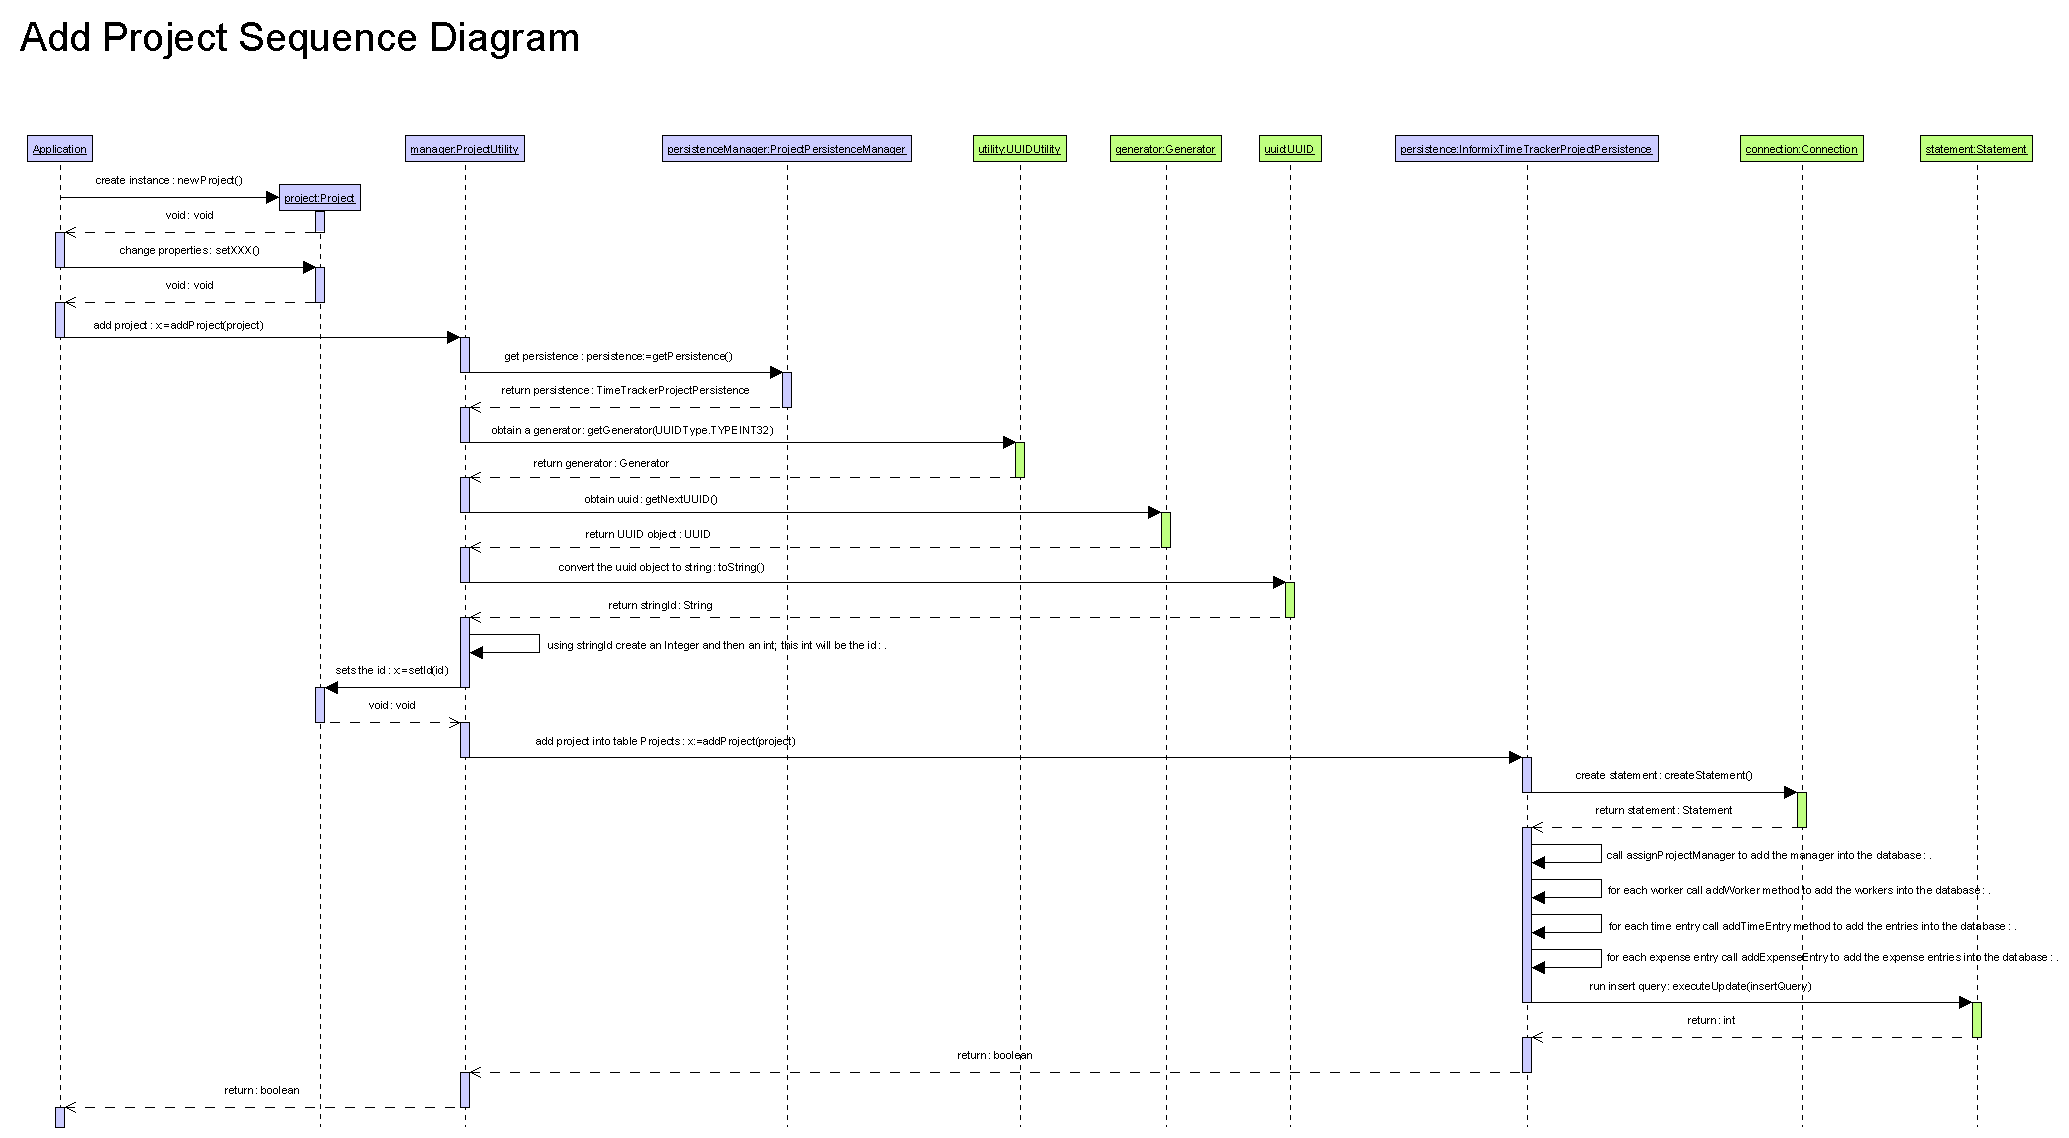 Add Project Sequence Diagram
Application
manager:ProjectUtility
persistenceManager:ProjectPersistenceManager
utility:UUIDUtility
generator:Generator
uuid:UUID
persistence:InformixTimeTrackerProjectPersistence
connection:Connection
statement:Statement
create instance : newProject()
project:Project
void : void
change properties : setXXX()
void : void
add project : x:=addProject(project)
get persistence : persistence:=getPersistence()
return persistence : TimeTrackerProjectPersistence
obtain a generator: getGenerator(UUIDType.TYPEINT32)
return generator : Generator
obtain uuid : getNextUUID()
return UUID object : UUID
convert the uuid object to string : toString()
return stringId : String
using stringId create an Integer and then an int; this int will be the id : .
sets the id : x:=setId(id)
void : void
add project into table Projects : x:=addProject(project)
create statement : createStatement()
return statement : Statement
call assignProjectManager to add the manager into the database : .
for each worker call addWorker method to add the workers into the database : .
for each time entry call addTimeEntry method to add the entries into the database : .
for each expense entry call addExpenseEntry to add the expense entries into the database : .
run insert query: executeUpdate(insertQuery)
return : int
return : boolean
return : boolean